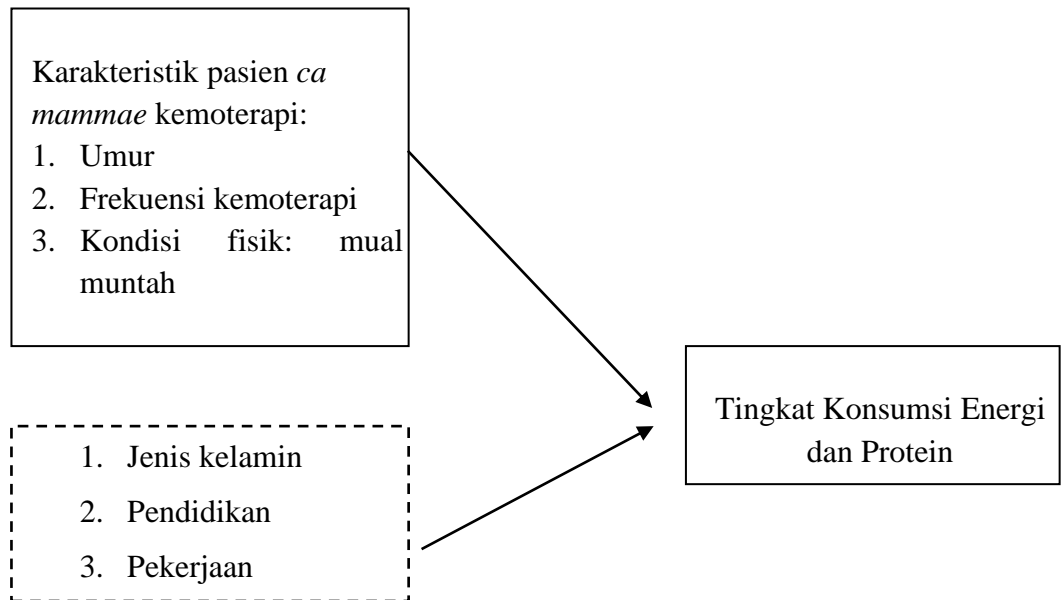 Karakteristik pasien ca
mammae kemoterapi:
1. Umur
2. Frekuensi kemoterapi
3. Kondisi fisik: mual
muntah
Tingkat Konsumsi Energi
dan Protein
1. Jenis kelamin
2. Pendidikan
3. Pekerjaan